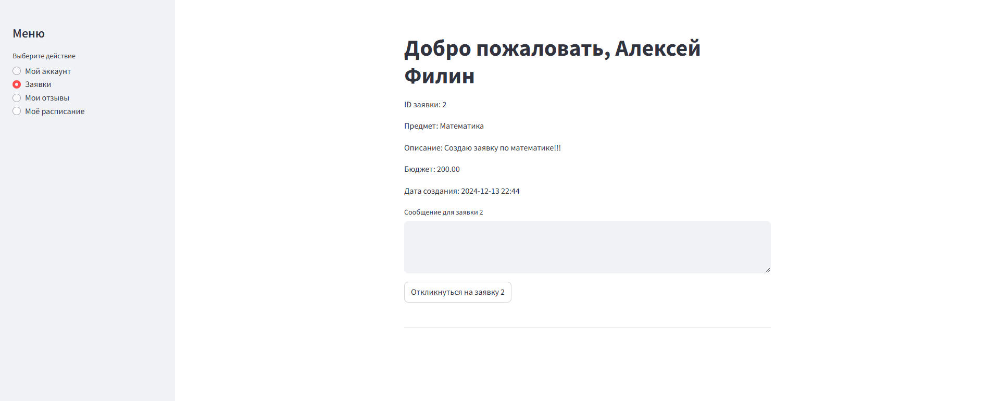 Меню
Выберите действие
Мой аккаунт
Заявки
Мои отзывы
Моё расписание
Добро пожаловать, Алексей
Филин
ID заявки: 2
Предмет: Математика
Описание: Создаю заявку по математике!!!
Бюджет: 200.00
Дата создания: 2024-12-13 22:44
Сообщение для заявки 2
Откликнуться на заявку 2